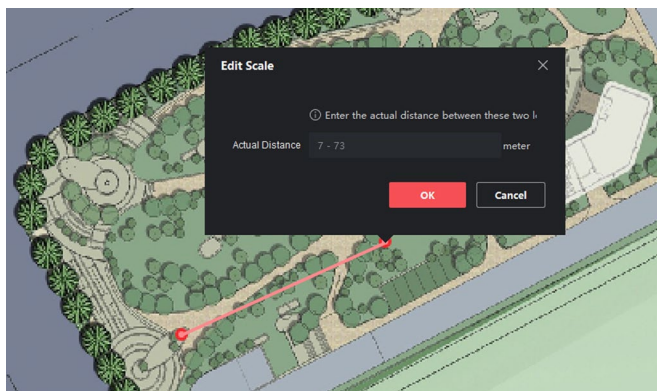 Edit Scale
Enter the actual distance between these two
Actual Distance
7 - 73
meter
OK
Cancel